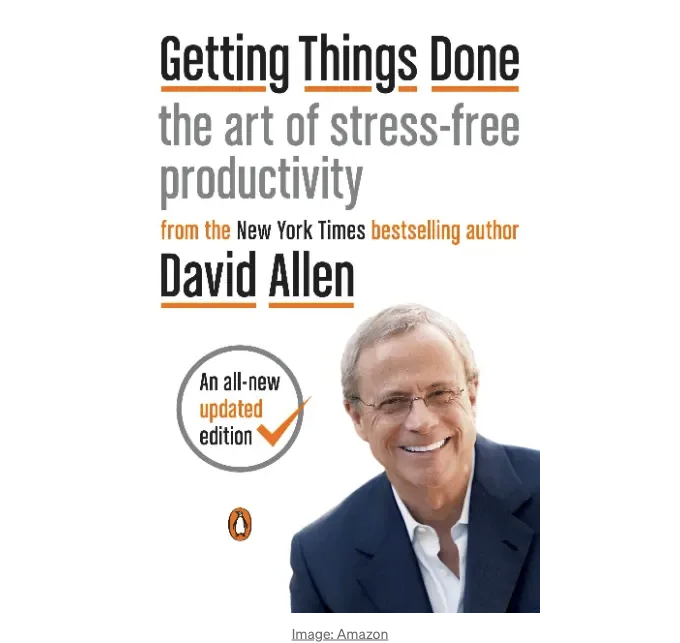 Getting Things Done
the art of stress-free
productivity
from the New York Times bestselling author
David Allen
An all-new
updated
edition
Image: Amazon